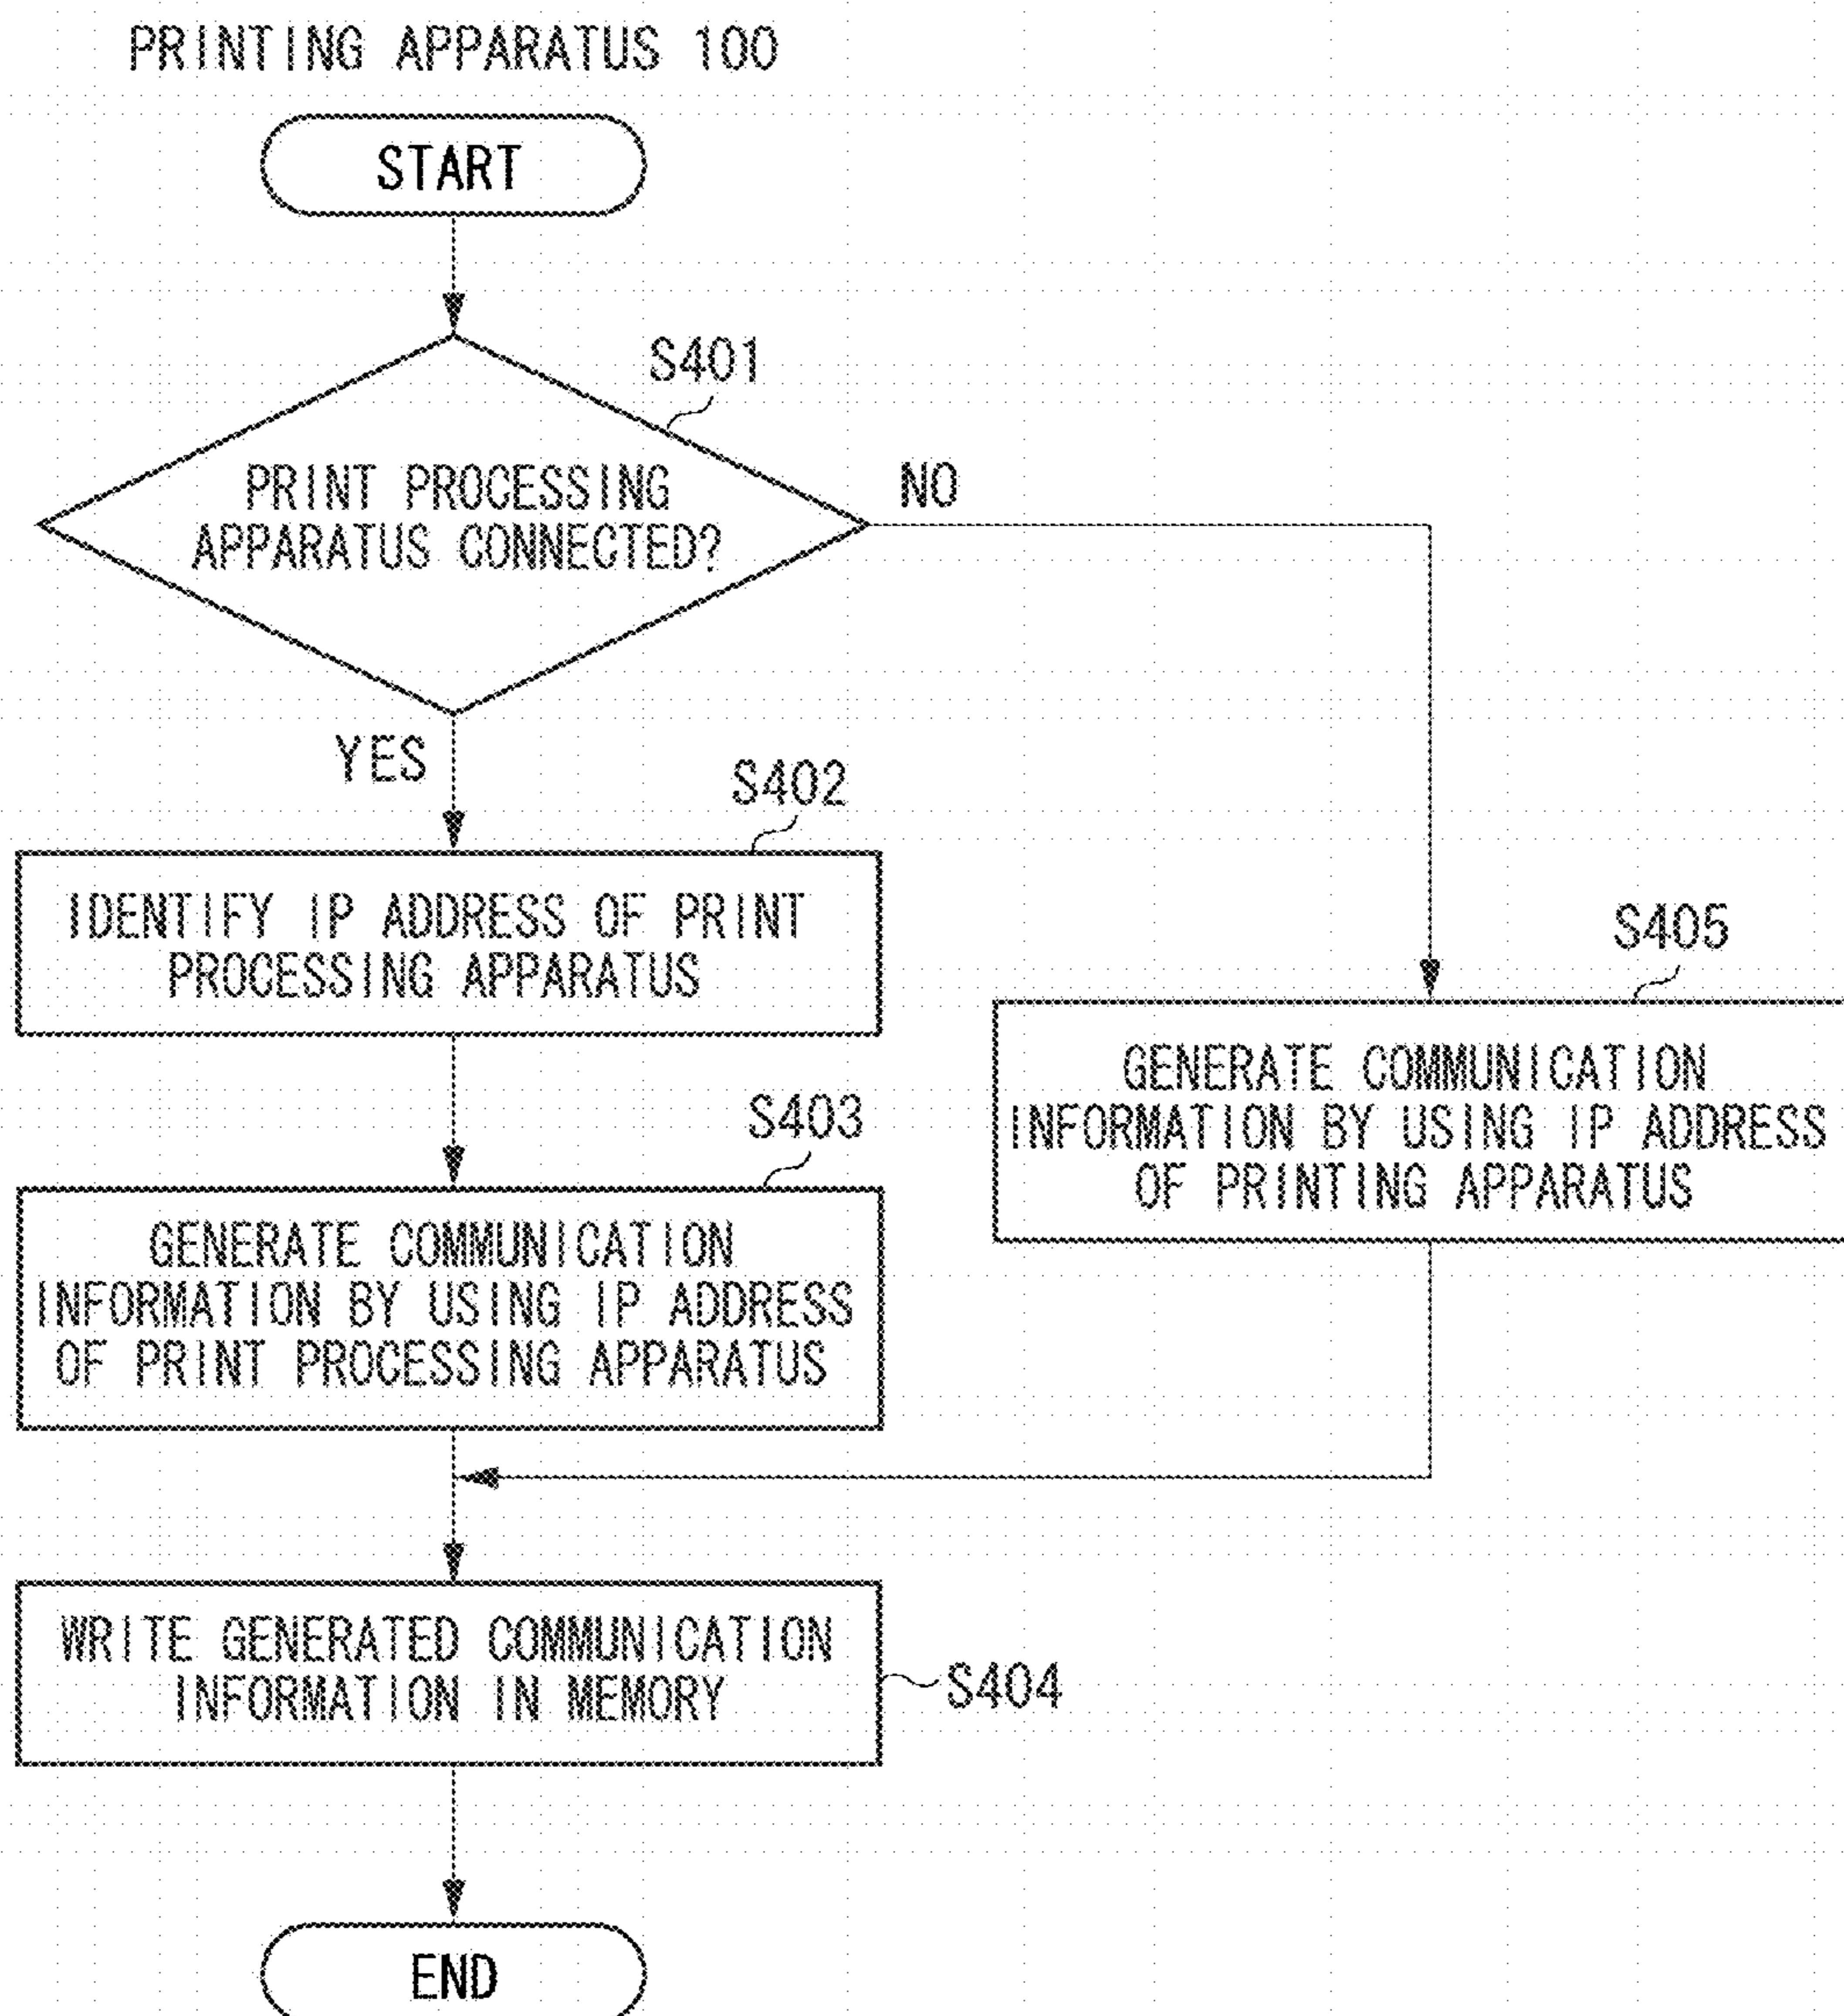 PRINTING APPARATUS 100
START
S401
PRINT PROCESSING
APPARATUS CONNECTED?
NO
YES
S402
IDENTIFY IP ADDRESS OF PRINT
PROCESSING APPARATUS
S405
GENERATE COMMUNICATION
INFORMATION BY USING IP ADDRESS
OF PRINTING APPARATUS
S403
GENERATE COMMUNICATION
INFORMATION BY USING IP ADDRESS
OF PRINT PROCESSING APPARATUS
WRITE GENERATED COMMUNICATION
INFORMATION IN MEMORY
S404
END